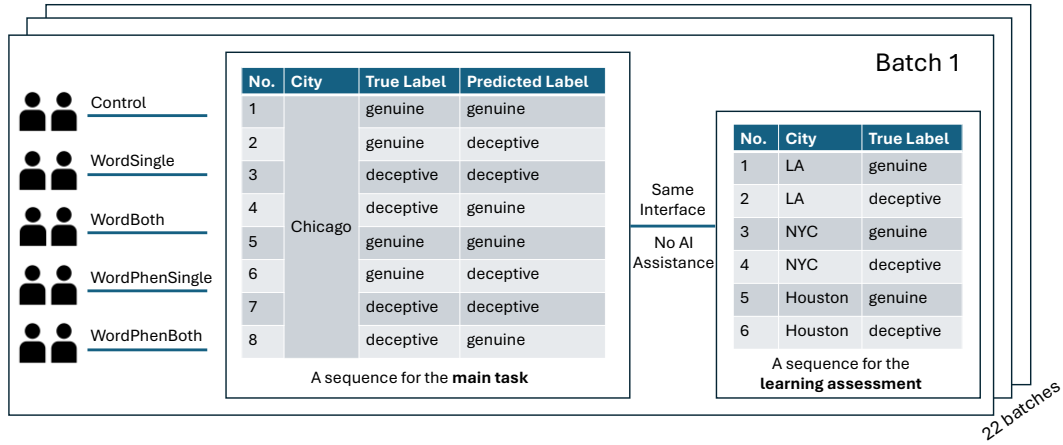 Batch 1
Control
WordSingle
WordBoth
WordPhenSingle
WordPhenBoth
No. City True Label Predicted Label
1 genuine genuine
2 genuine deceptive
3 deceptive deceptive
4 deceptive genuine
Chicago
5 genuine genuine
6 genuine deceptive
7 deceptive deceptive
8 deceptive genuine
A sequence for the main task
Same
Interface
No AI
Assistance
No. City True Label
1 LA genuine
2 LA deceptive
3 NYC genuine
4 NYC deceptive
5 Houston genuine
6 Houston deceptive
A sequence for the
learning assessment
22 batches